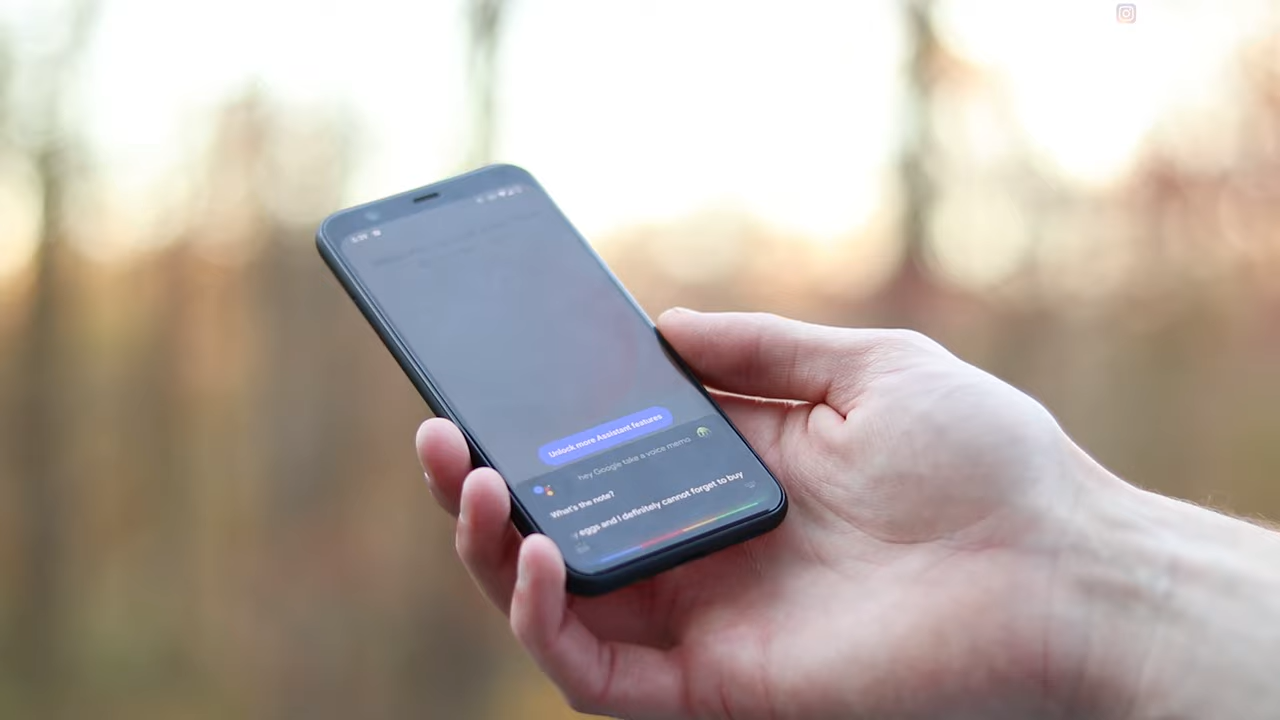 Unlock more Assistant features
hey Google take a voice memo
What's the note?
eggs and I definitely cannot forget to buy